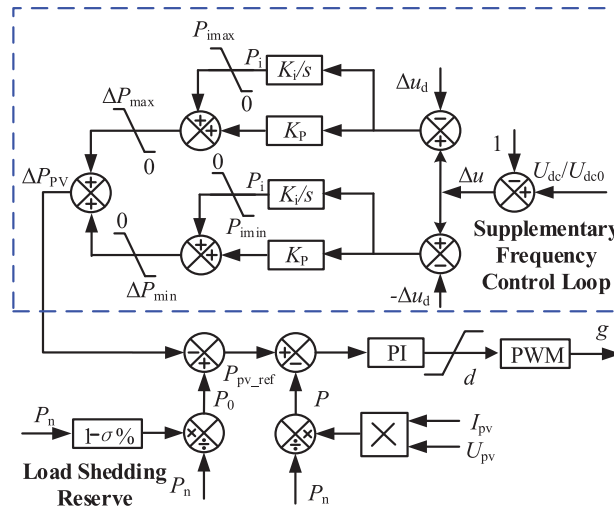 P_imax
P_i
K_i/s
Δu_d
0
ΔP_max
K_P
1
0
ΔP_PV
P_i
K_i/s
Δu
U_dc/U_dc0
0
0
P_imin
K_P
Supplementary
Frequency
Control Loop
ΔP_min
-Δu_d
g
PI
PWM
P_pv_ref
d
P_0
P
P_n
1-σ%
I_pv
U_pv
Load Shedding
Reserve
P_n
P_n